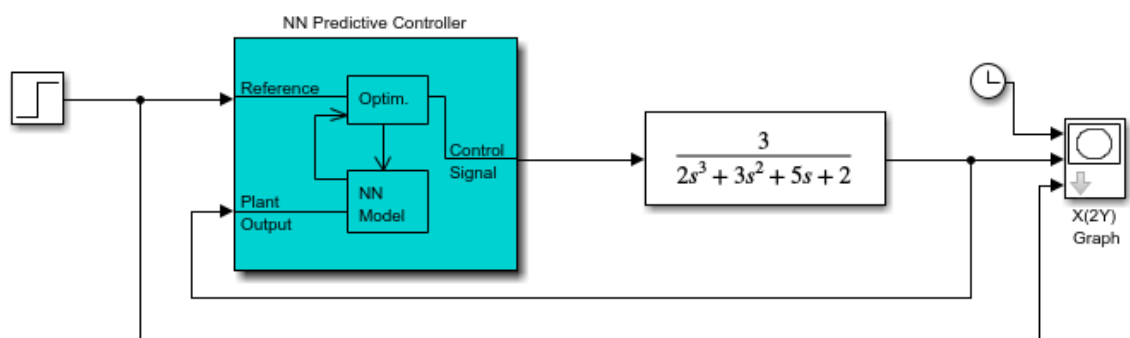 NN Predictive Controller
Reference
Optim.
Control
Signal
NN
Model
Plant
Output
3
2s³ + 3s² + 5s + 2
X(2Y)
Graph